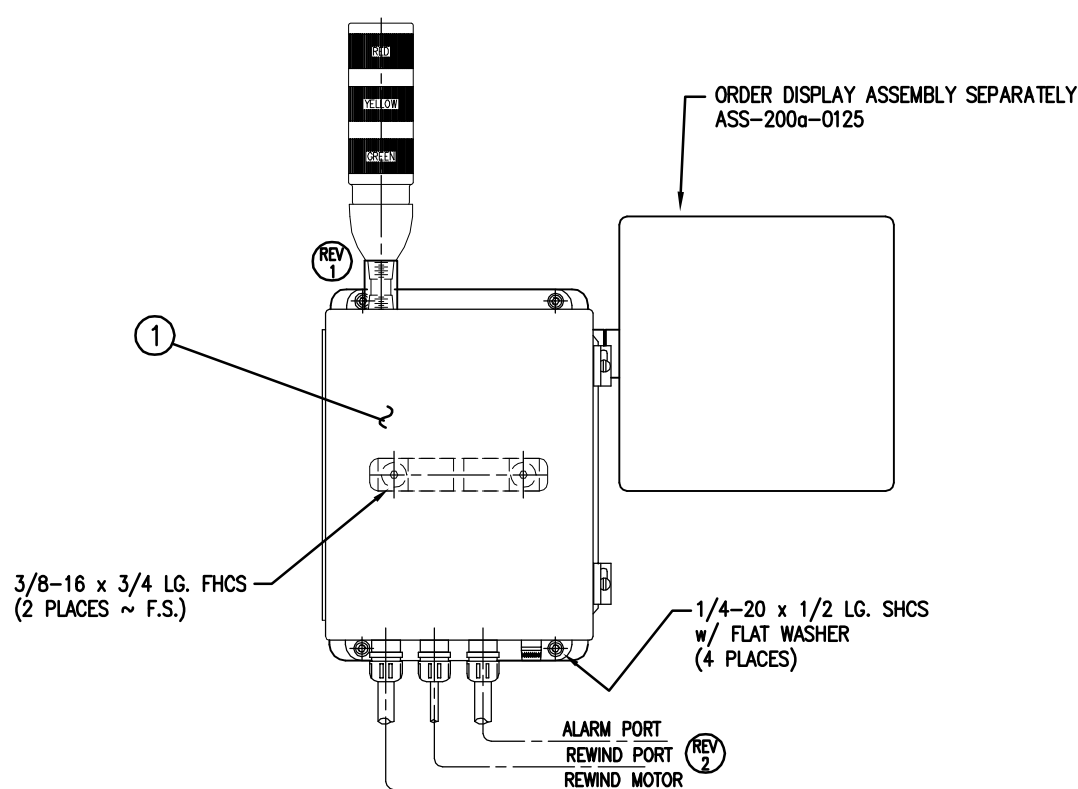 RED
YELLOW
GREEN
ORDER DISPLAY ASSEMBLY SEPARATELY
ASS-200a-0125
REV
1
1
3/8-16 x 3/4 LG. FHCS
(2 PLACES ~ F.S.)
1/4-20 x 1/2 LG. SHCS
w/ FLAT WASHER
(4 PLACES)
ALARM PORT
REWIND PORT
REV
2
REWIND MOTOR